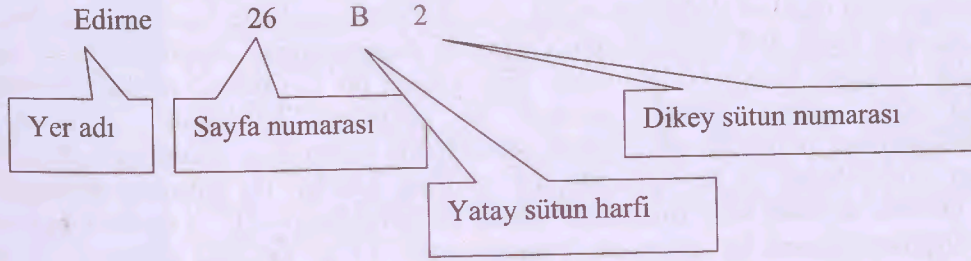 Edirne 26 B 2
Yer adı
Sayfa numarası
Dikey sütun numarası
Yatay sütun harfi